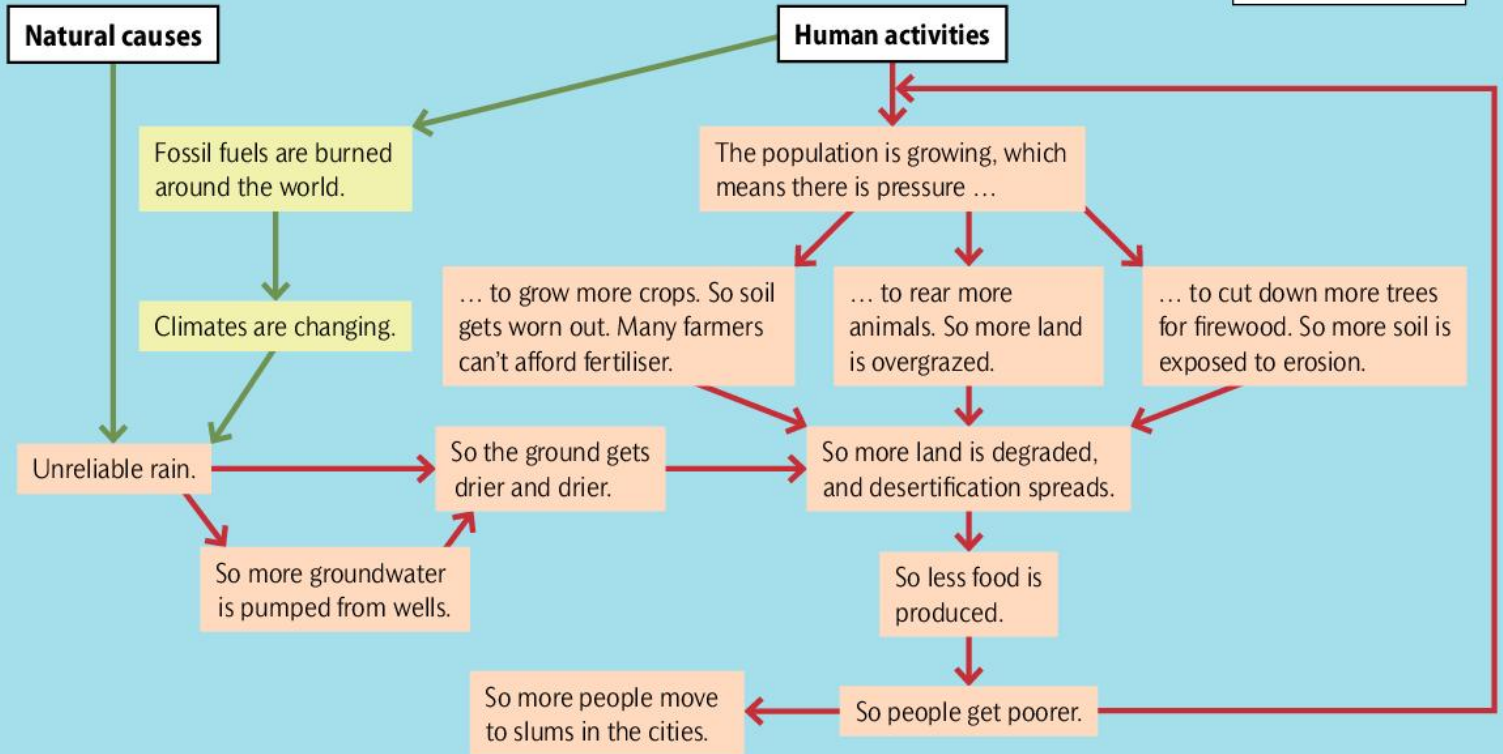 Natural causes
Human activities
Fossil fuels are burned
around the world.
The population is growing, which
means there is pressure …
Climates are changing.
… to grow more crops. So soil
gets worn out. Many farmers
can’t afford fertiliser.
… to rear more
animals. So more land
is overgrazed.
… to cut down more trees
for firewood. So more soil is
exposed to erosion.
Unreliable rain.
So the ground gets
drier and drier.
So more land is degraded,
and desertification spreads.
So more groundwater
is pumped from wells.
So less food is
produced.
So more people move
to slums in the cities.
So people get poorer.